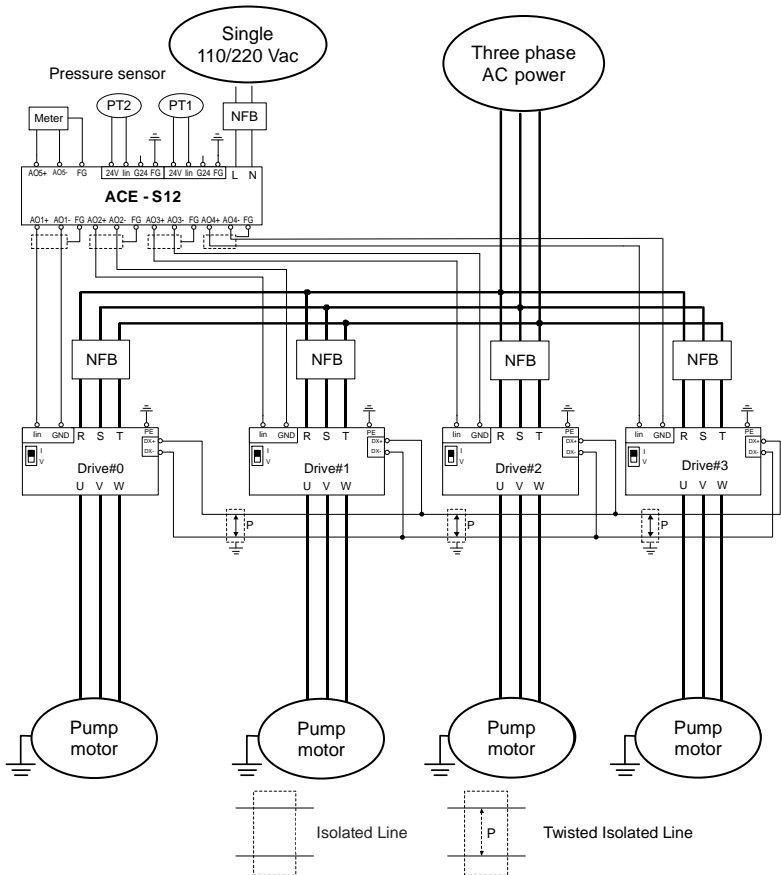 Single
110/220 Vac
Three phase
AC power
Pressure sensor
PT2 PT1
Meter NFB
AO5+ AO5- FG 24V Iin G24 FG 24V Iin G24 FG L N
ACE - S12
AO1+ AO1- FG AO2+ AO2- FG AO3+ AO3- FG AO4+ AO4- FG
NFB NFB NFB NFB
Iin GND R S T PE Iin GND R S T PE Iin GND R S T PE Iin GND R S T PE
I DX+ I DX+ I DX+ I DX+
V DX- V DX- V DX- V DX-
Drive#0 Drive#1 Drive#2 Drive#3
U V W U V W U V W U V W
P P P
Pump Pump Pump Pump
motor motor motor motor
Isolated Line P Twisted Isolated Line